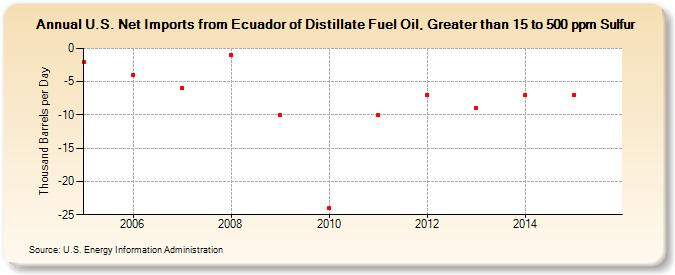 Annual U.S. Net Imports from Ecuador of Distillate Fuel Oil, Greater than 15 to 500 ppm Sulfur
Thousand Barrels per Day
0
-5
-10
-15
-20
-25
2006 2008 2010 2012 2014
Source: U.S. Energy Information Administration